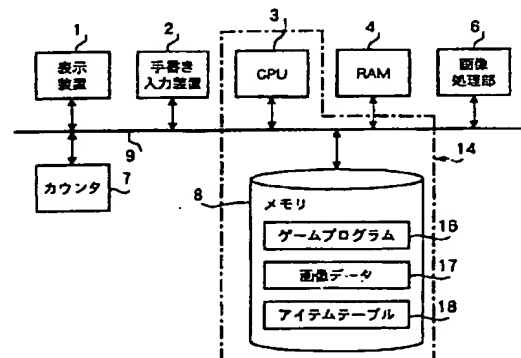 1
2
3
4
6
表示
装置
手書き
入力装置
CPU
RAM
画像
処理部
9
14
カウンタ
7
8
メモリ
ゲームプログラム
16
画像データ
17
アイテムテーブル
18